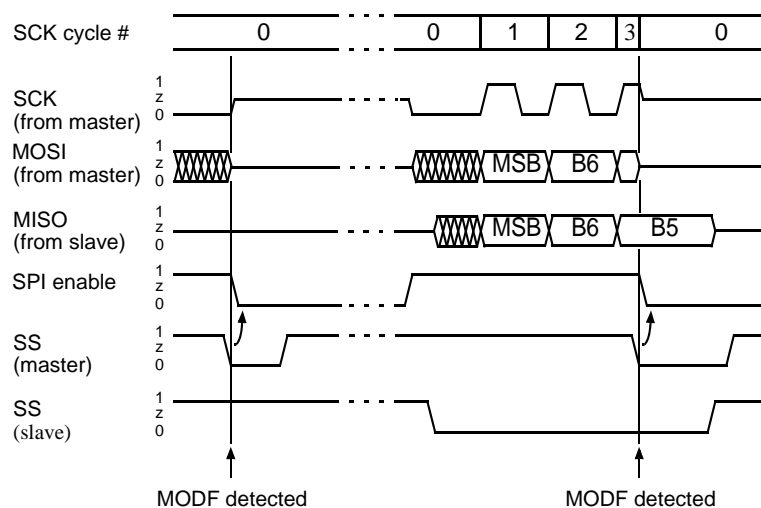 SCK cycle # 0 0 1 2 3 0
SCK
(from master)
1
z
0
MOSI
(from master)
1
z
0
MSB B6
MISO
(from slave)
1
z
0
MSB B6 B5
SPI enable
1
z
0
SS
(master)
1
z
0
SS
(slave)
1
z
0
MODF detected MODF detected